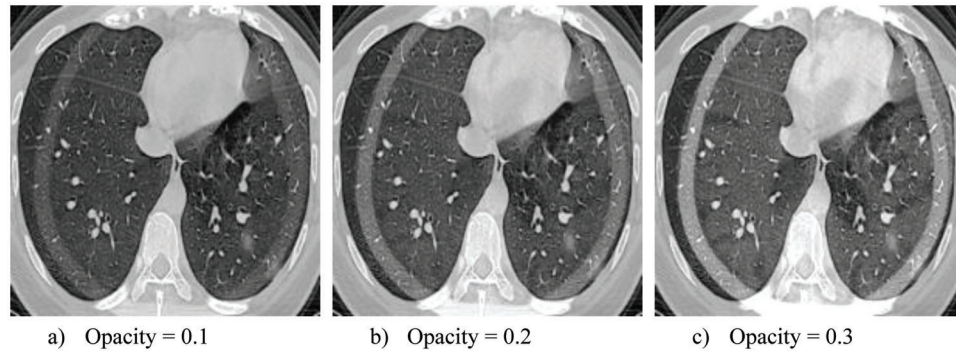 a) Opacity = 0.1
b) Opacity = 0.2
c) Opacity = 0.3